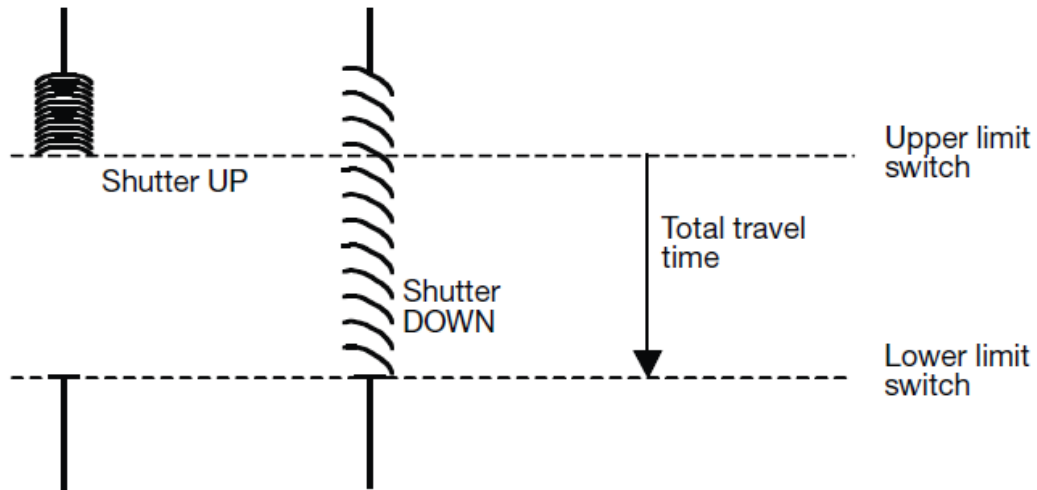 Upper limit
switch
Shutter UP
Total travel
time
Shutter
DOWN
Lower limit
switch